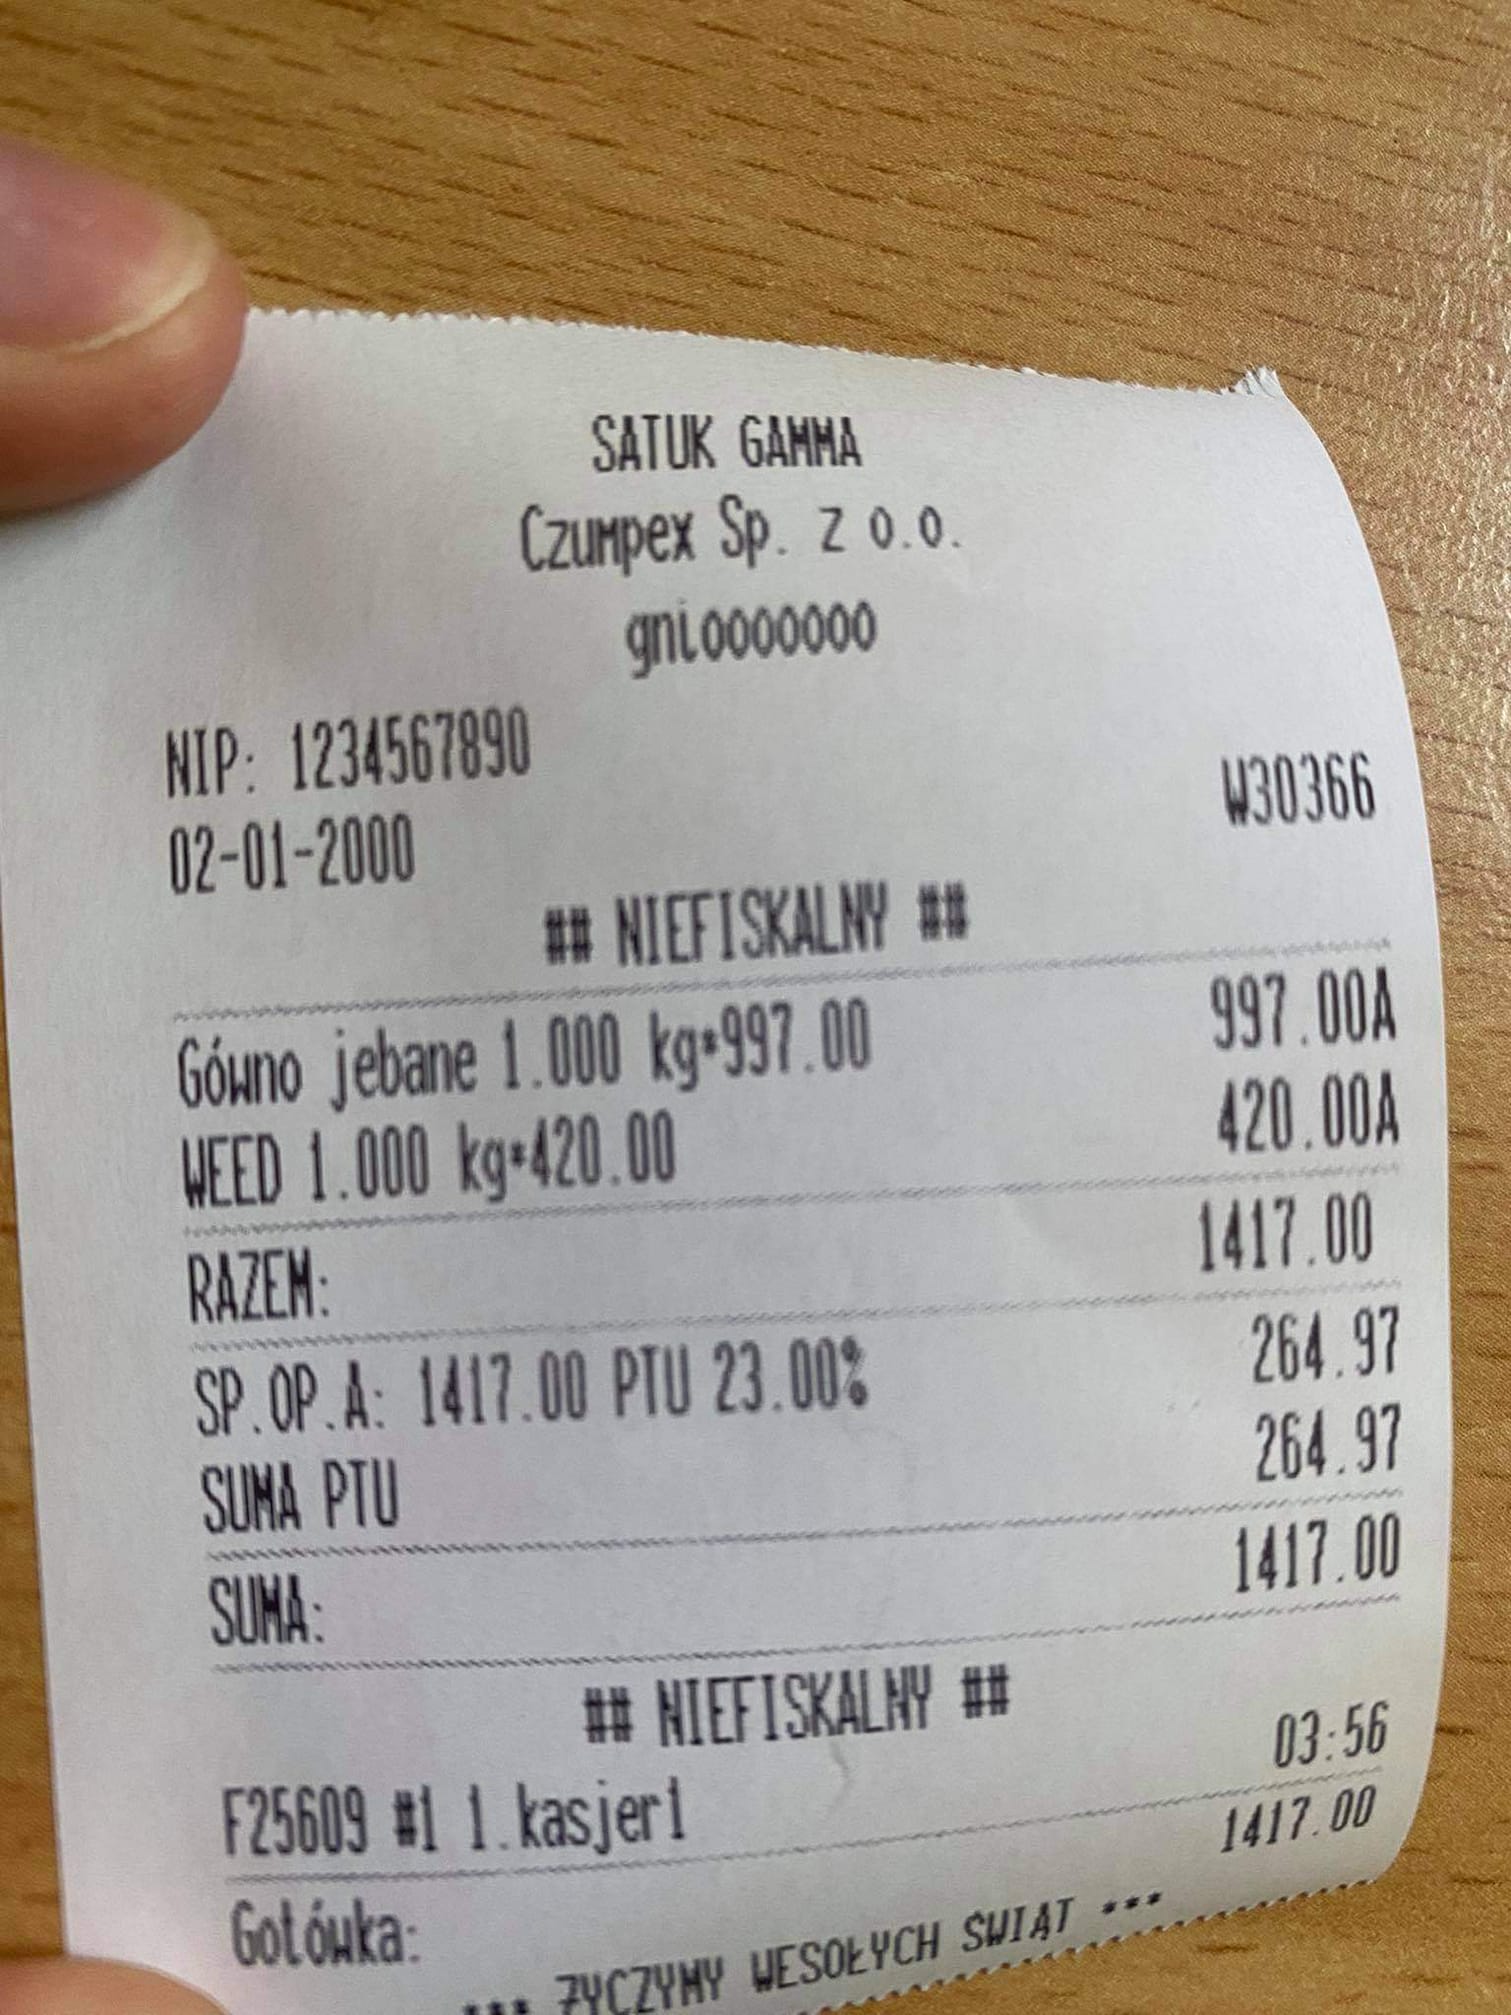 SATUK GAMMA
Czumpex Sp. z o.o.
gniooooooo
NIP: 1234567890
02-01-2000 W30366
## NIEFISKALNY ##
Gówno jebane 1.000 kg*997.00 997.00A
WEED 1.000 kg*420.00 420.00A
RAZEM: 1417.00
SP.OP.A: 1417.00 PTU 23.00% 264.97
SUMA PTU 264.97
SUMA: 1417.00
## NIEFISKALNY ##
F25609 #1 1.kasjer1 03:56
Gotówka: 1417.00
*** ŻYCZYMY WESOŁYCH ŚWIĄT ***